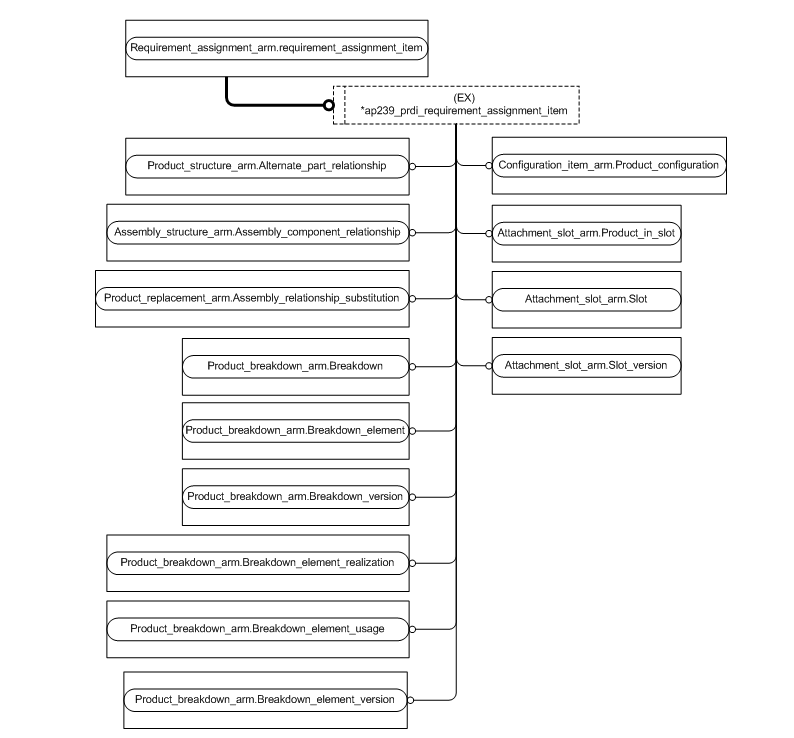 Requirement_assignment_arm.requirement_assignment_item
(EX)
*ap239_prdi_requirement_assignment_item
Product_structure_arm.Alternate_part_relationship
Configuration_item_arm.Product_configuration
Assembly_structure_arm.Assembly_component_relationship
Attachment_slot_arm.Product_in_slot
Product_replacement_arm.Assembly_relationship_substitution
Attachment_slot_arm.Slot
Product_breakdown_arm.Breakdown
Attachment_slot_arm.Slot_version
Product_breakdown_arm.Breakdown_element
Product_breakdown_arm.Breakdown_version
Product_breakdown_arm.Breakdown_element_realization
Product_breakdown_arm.Breakdown_element_usage
Product_breakdown_arm.Breakdown_element_version